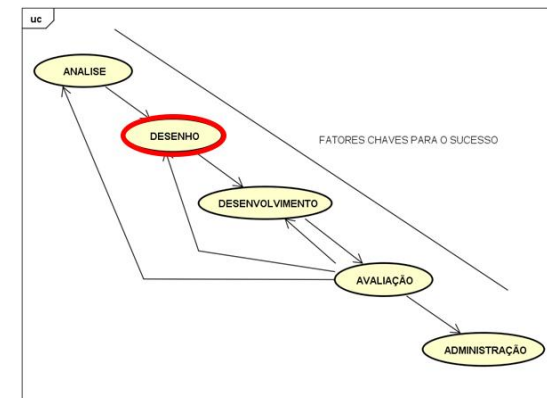 uc
ANALISE
DESENHO
FATORES CHAVES PARA O SUCESSO
DESENVOLVIMENTO
AVALIAÇÃO
ADMINISTRAÇÃO